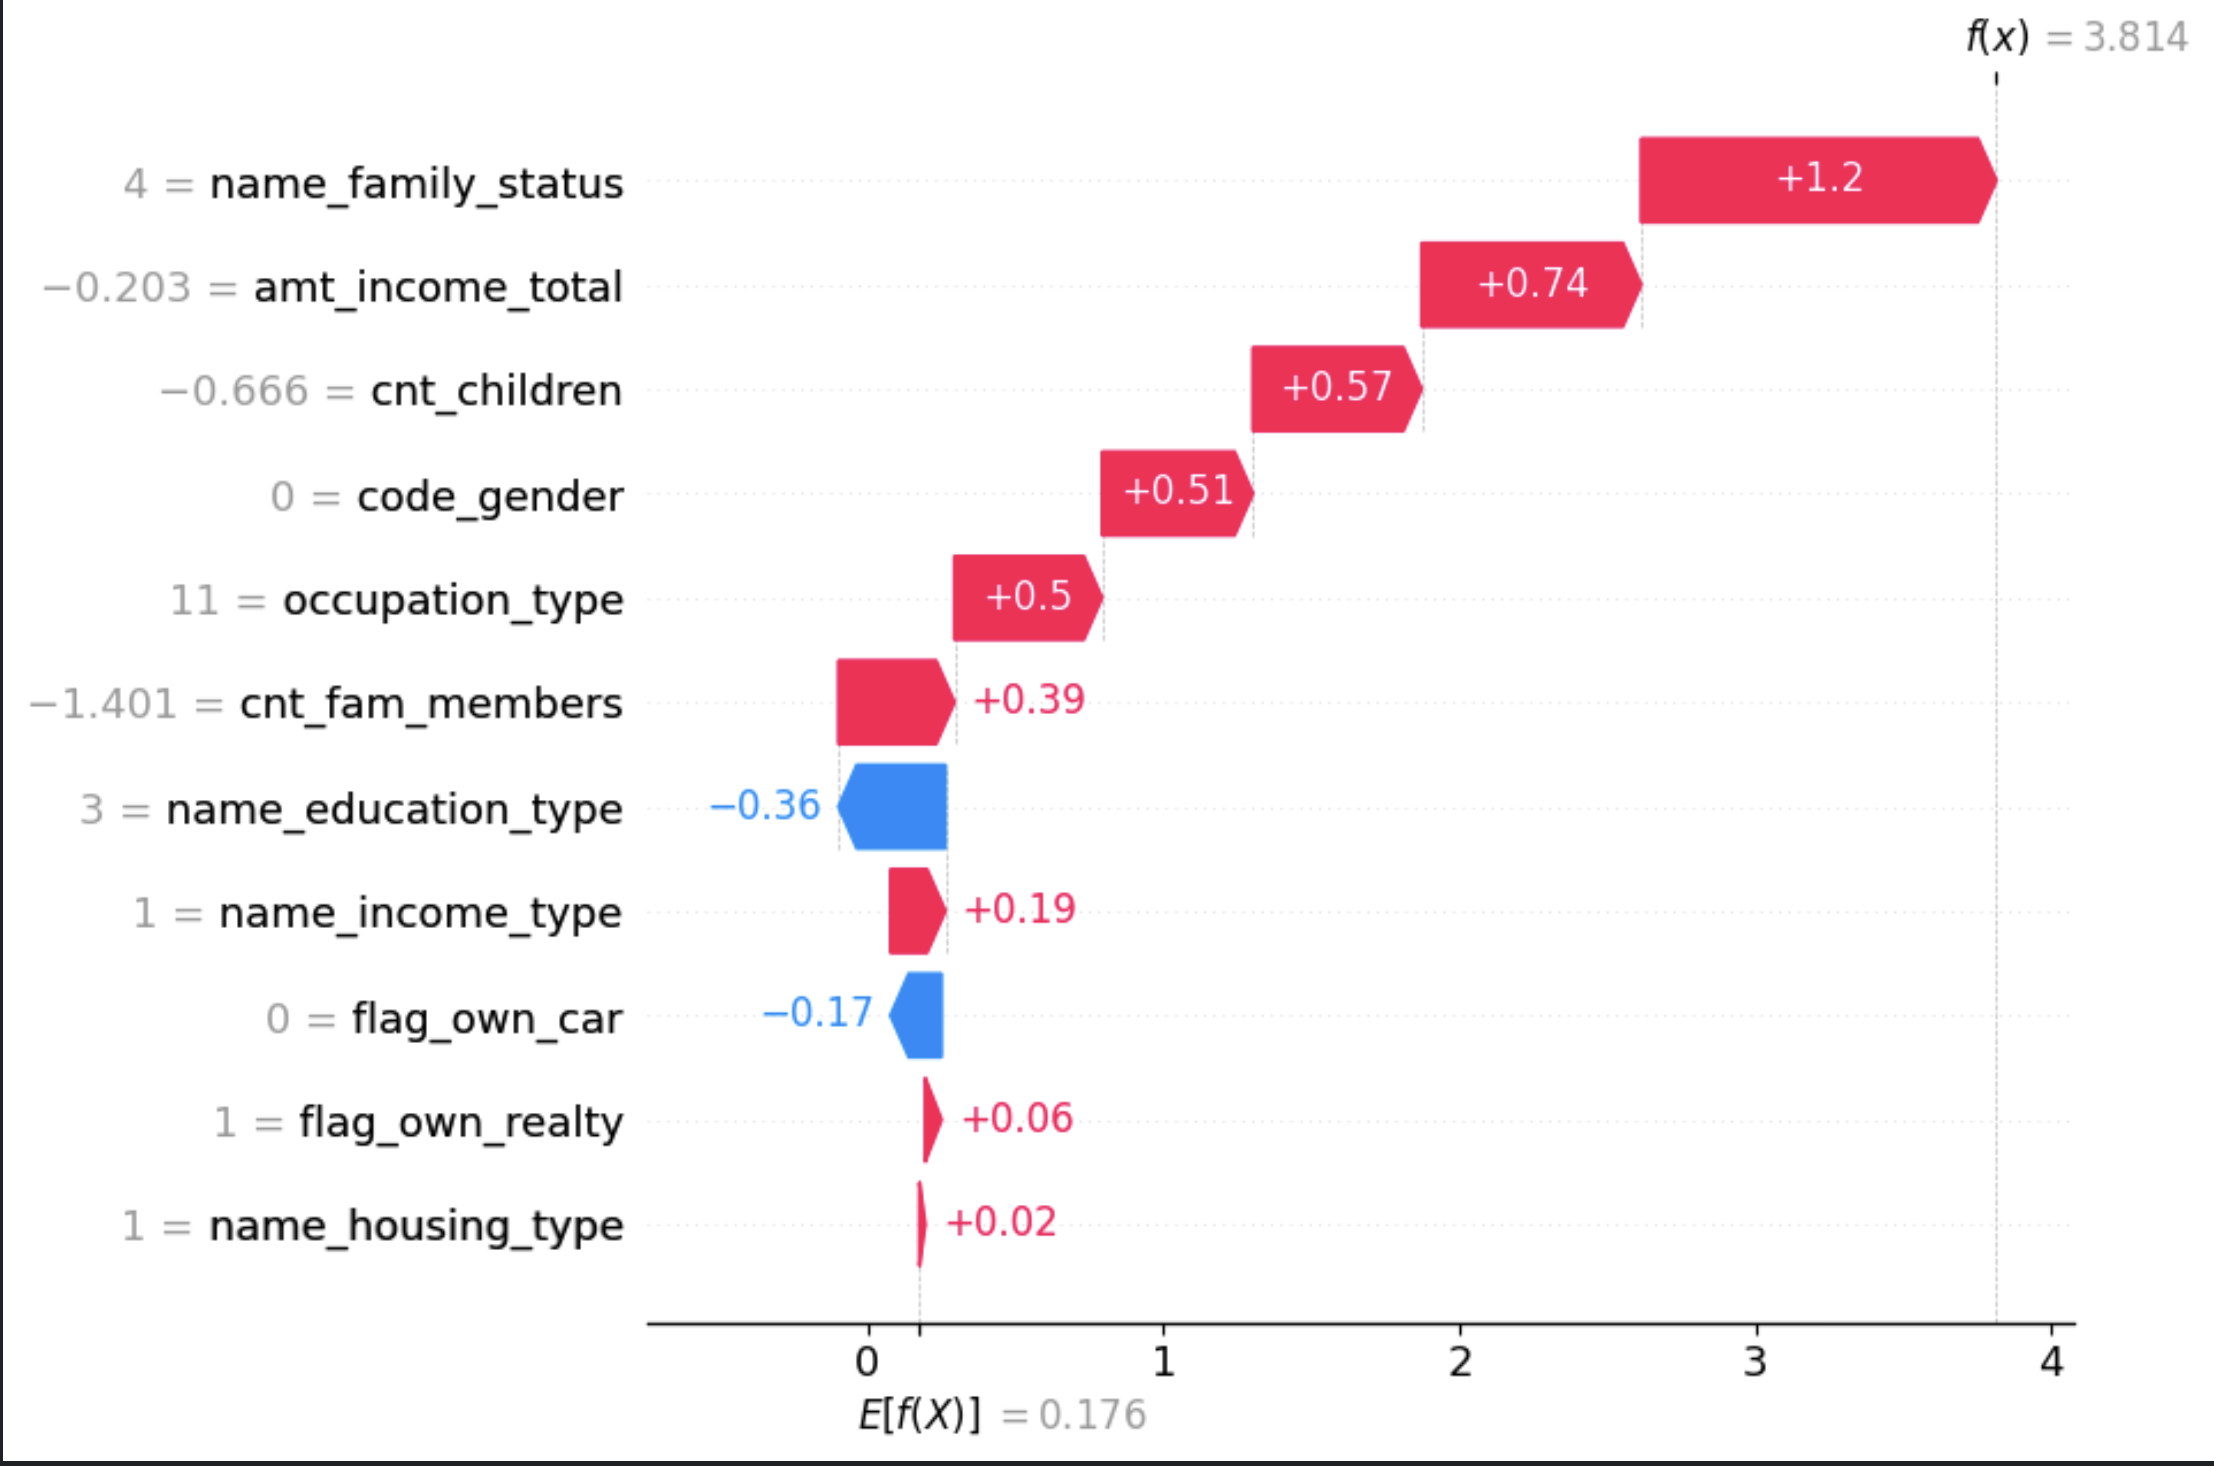 f(x) = 3.814
4 = name_family_status +1.2
−0.203 = amt_income_total +0.74
−0.666 = cnt_children +0.57
0 = code_gender +0.51
11 = occupation_type +0.5
−1.401 = cnt_fam_members +0.39
3 = name_education_type −0.36
1 = name_income_type +0.19
0 = flag_own_car −0.17
1 = flag_own_realty +0.06
1 = name_housing_type +0.02
0 1 2 3 4
E[f(X)] = 0.176